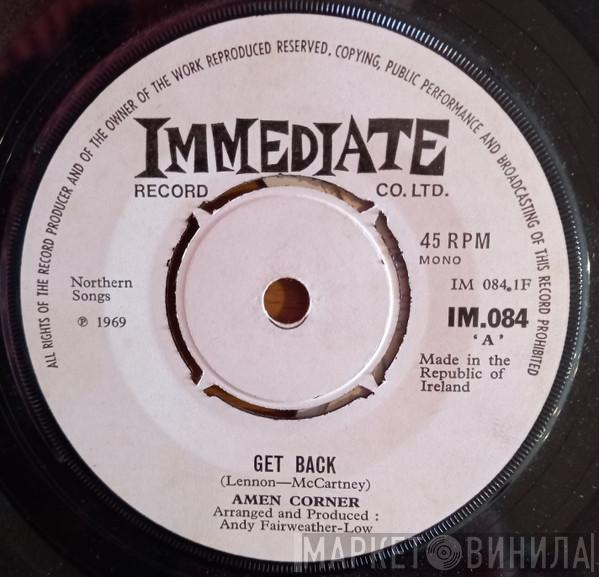 ALL RIGHTS OF THE RECORD PRODUCER AND OF THE OWNER OF THE WORK REPRODUCED RESERVED. COPYING, PUBLIC PERFORMANCE AND BROADCASTING OF THIS RECORD PROHIBITED
IMMEDIATE
RECORD CO. LTD.
45 RPM
MONO
Northern
Songs
℗ 1969
IM 084.1F
IM.084
'A'
Made in the
Republic of
Ireland
GET BACK
(Lennon—McCartney)
AMEN CORNER
Arranged and Produced :
Andy Fairweather-Low
МАРКЕТ ВИНИЛА